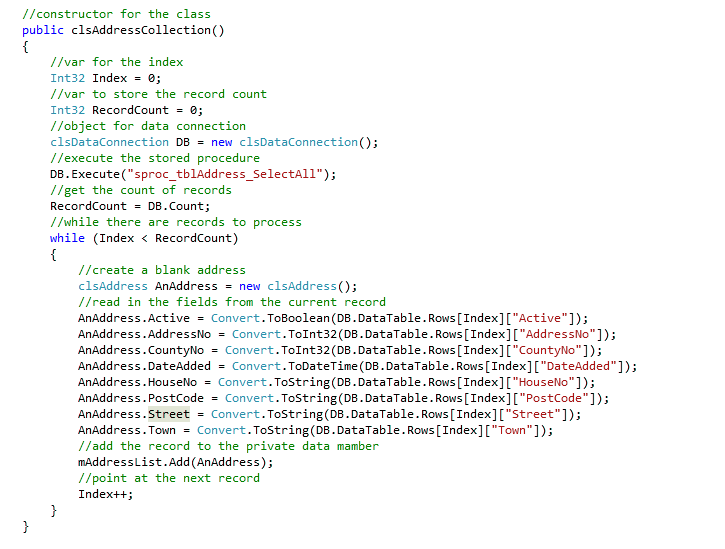 //constructor for the class
public clsAddressCollection()
{
    //var for the index
    Int32 Index = 0;
    //var to store the record count
    Int32 RecordCount = 0;
    //object for data connection
    clsDataConnection DB = new clsDataConnection();
    //execute the stored procedure
    DB.Execute("sproc_tblAddress_SelectAll");
    //get the count of records
    RecordCount = DB.Count;
    //while there are records to process
    while (Index < RecordCount)
    {
        //create a blank address
        clsAddress AnAddress = new clsAddress();
        //read in the fields from the current record
        AnAddress.Active = Convert.ToBoolean(DB.DataTable.Rows[Index]["Active"]);
        AnAddress.AddressNo = Convert.ToInt32(DB.DataTable.Rows[Index]["AddressNo"]);
        AnAddress.CountyNo = Convert.ToInt32(DB.DataTable.Rows[Index]["CountyNo"]);
        AnAddress.DateAdded = Convert.ToDateTime(DB.DataTable.Rows[Index]["DateAdded"]);
        AnAddress.HouseNo = Convert.ToString(DB.DataTable.Rows[Index]["HouseNo"]);
        AnAddress.PostCode = Convert.ToString(DB.DataTable.Rows[Index]["PostCode"]);
        AnAddress.Street = Convert.ToString(DB.DataTable.Rows[Index]["Street"]);
        AnAddress.Town = Convert.ToString(DB.DataTable.Rows[Index]["Town"]);
        //add the record to the private data mamber
        mAddressList.Add(AnAddress);
        //point at the next record
        Index++;
    }
}